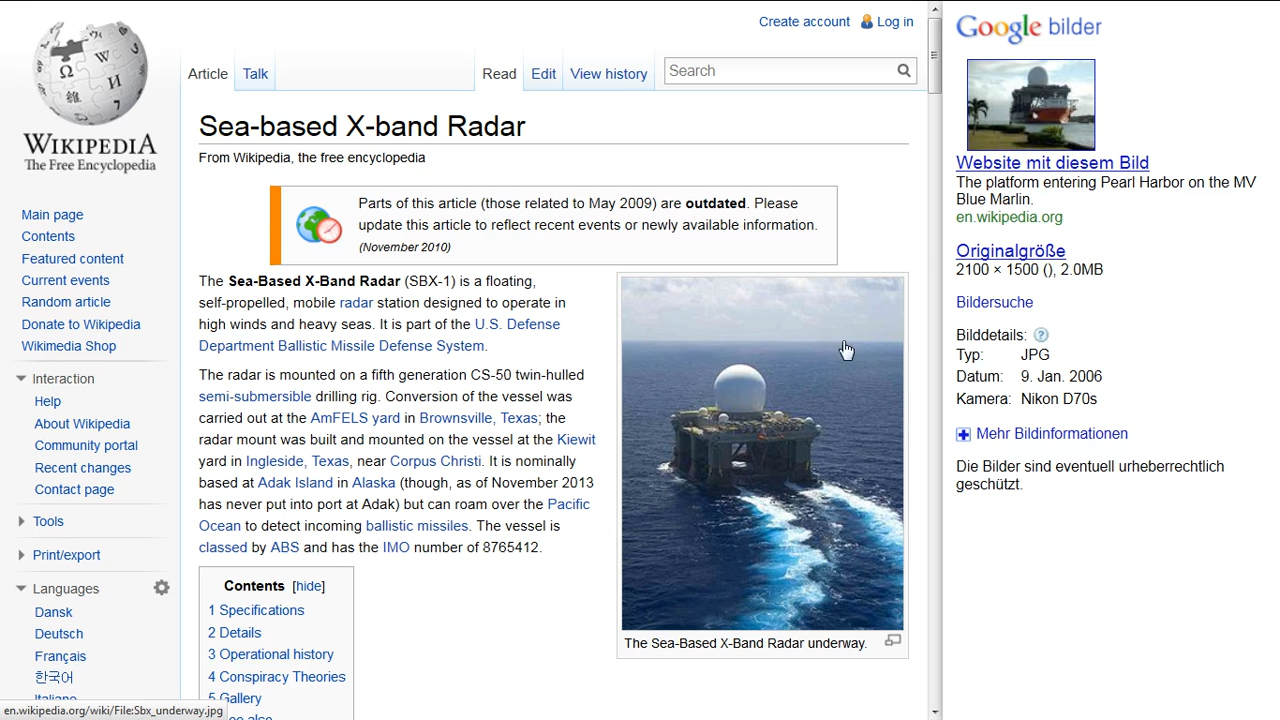 Create account Log in
Article Talk Read Edit View history Search
WIKIPEDIA
The Free Encyclopedia
Main page
Contents
Featured content
Current events
Random article
Donate to Wikipedia
Wikimedia Shop
Interaction
Help
About Wikipedia
Community portal
Recent changes
Contact page
Tools
Print/export
Languages
Dansk
Deutsch
Français
한국어
Italiano
en.wikipedia.org/wiki/File:Sbx_underway.jpg
Sea-based X-band Radar
From Wikipedia, the free encyclopedia
Parts of this article (those related to May 2009) are outdated. Please
update this article to reflect recent events or newly available information.
(November 2010)
The Sea-Based X-Band Radar (SBX-1) is a floating,
self-propelled, mobile radar station designed to operate in
high winds and heavy seas. It is part of the U.S. Defense
Department Ballistic Missile Defense System.
The radar is mounted on a fifth generation CS-50 twin-hulled
semi-submersible drilling rig. Conversion of the vessel was
carried out at the AmFELS yard in Brownsville, Texas; the
radar mount was built and mounted on the vessel at the Kiewit
yard in Ingleside, Texas, near Corpus Christi. It is nominally
based at Adak Island in Alaska (though, as of November 2013
has never put into port at Adak) but can roam over the Pacific
Ocean to detect incoming ballistic missiles. The vessel is
classed by ABS and has the IMO number of 8765412.
The Sea-Based X-Band Radar underway.
Contents [hide]
1 Specifications
2 Details
3 Operational history
4 Conspiracy Theories
5 Gallery
Google bilder
Website mit diesem Bild
The platform entering Pearl Harbor on the MV
Blue Marlin.
en.wikipedia.org
Originalgröße
2100 × 1500 (), 2.0MB
Bildersuche
Bilddetails: ?
Typ: JPG
Datum: 9. Jan. 2006
Kamera: Nikon D70s
Mehr Bildinformationen
Die Bilder sind eventuell urheberrechtlich
geschützt.